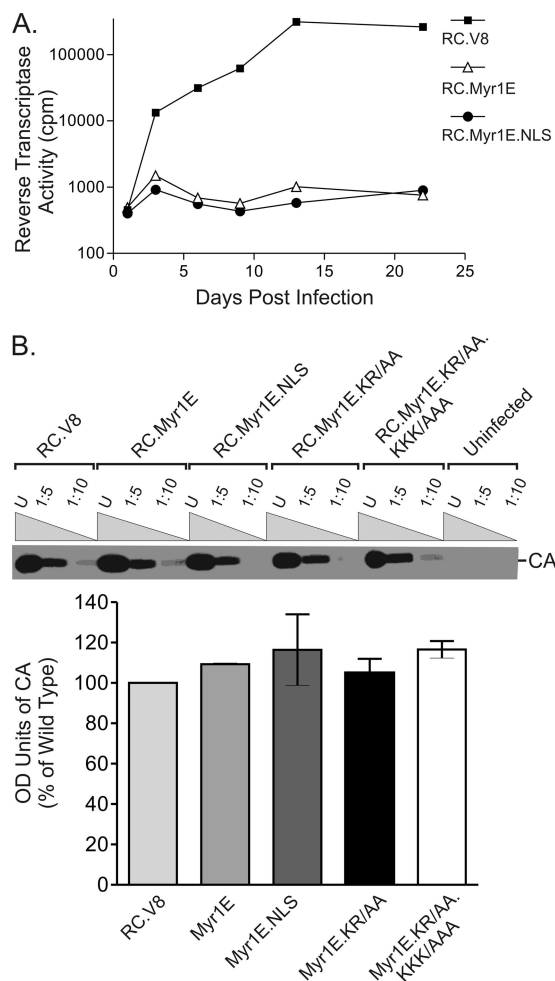 A.
Reverse Transcriptase
Activity (cpm)
100000
10000
1000
100
0
5
10
15
20
25
Days Post Infection
RC.V8
RC.Myr1E
RC.Myr1E.NLS
B.
RC.V8
RC.Myr1E
RC.Myr1E.NLS
RC.Myr1E.KR/AA
RC.Myr1E.KR/AA.
KKK/AAA
Uninfected
U 1:5 1:10 U 1:5 1:10 U 1:5 1:10 U 1:5 1:10 U 1:5 1:10 U 1:5 1:10
CA
OD Units of CA
(% of Wild Type)
140
120
100
80
60
40
20
0
RC.V8
Myr1E
Myr1E.NLS
Myr1E.KR/AA
Myr1E.KR/AA.
KKK/AAA